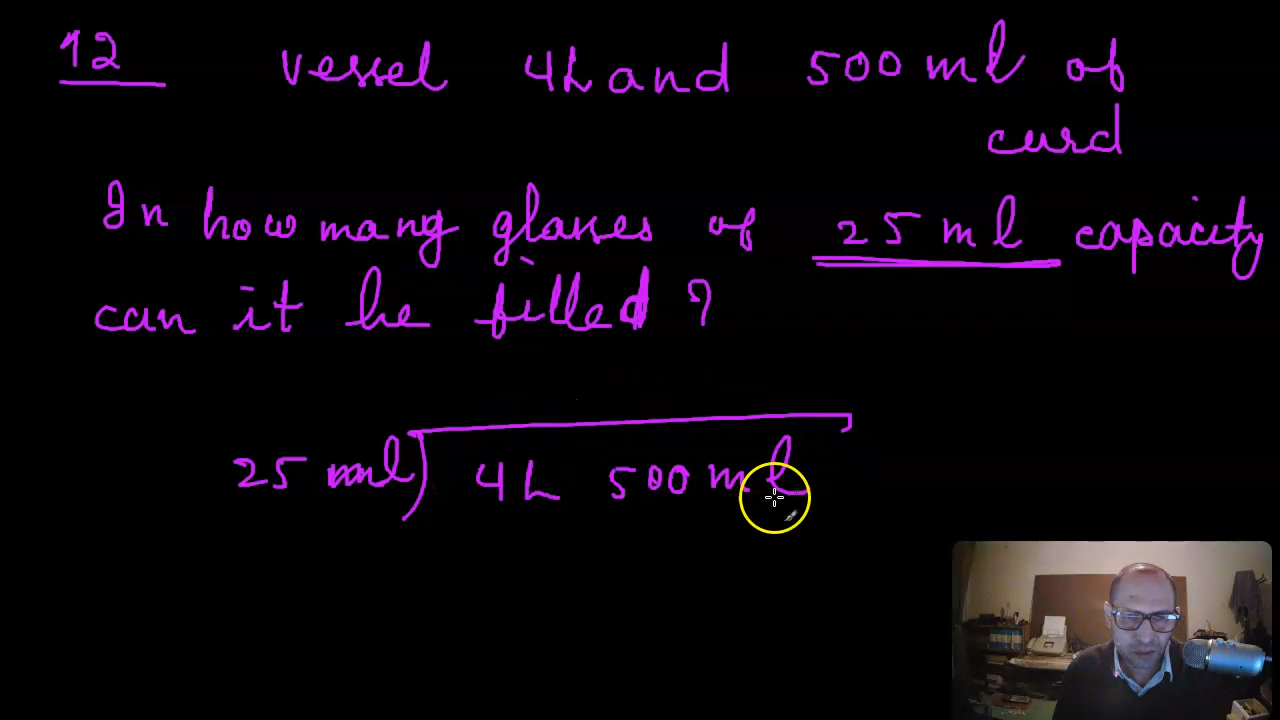 12 vessel 4L and 500 ml of
curd
In how many glasses of 25 ml capacity
can it be filled ?
25 ml) 4L 500 ml